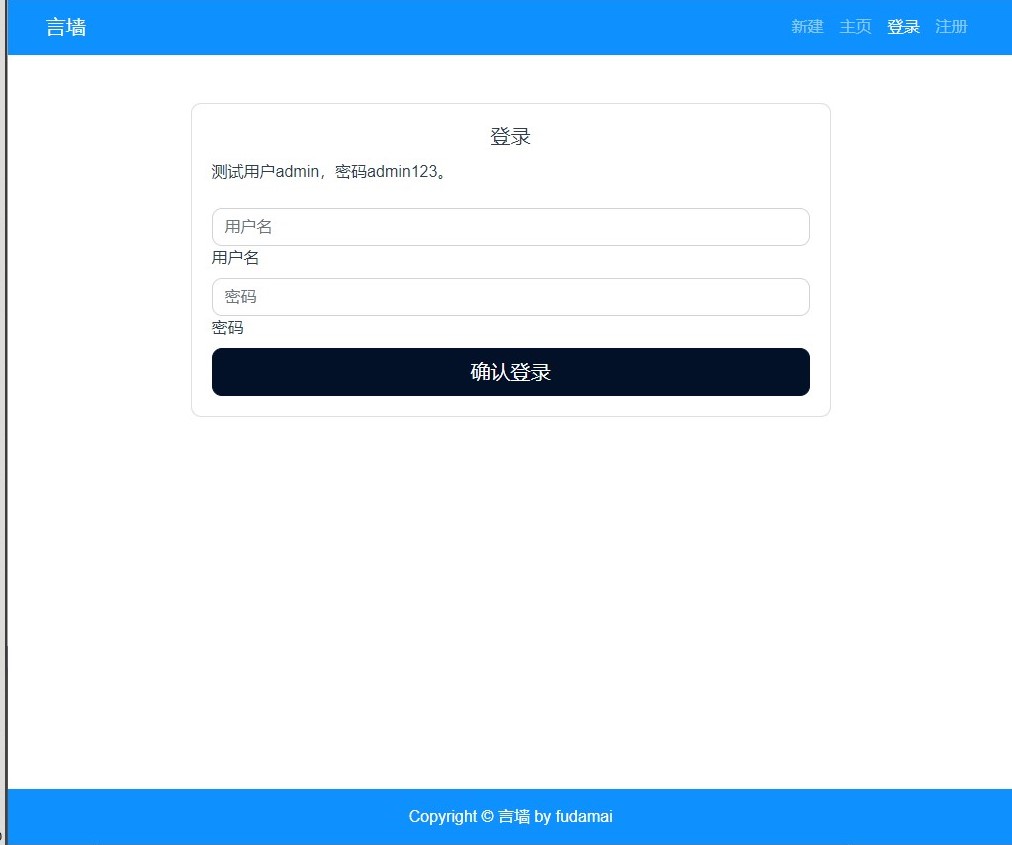 言墙
新建 主页 登录 注册
登录
测试用户admin，密码admin123。
用户名
用户名
密码
密码
确认登录
Copyright © 言墙 by fudamai